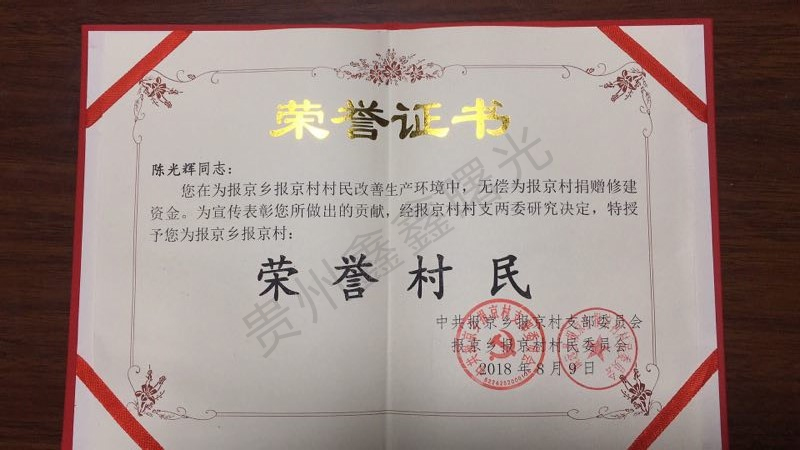 荣誉证书
陈光辉同志：
您在为报京乡报京村村民改善生产环境中，无偿为报京村捐赠修建
资金。为宣传表彰您所做出的贡献，经报京村村支两委研究决定，特授
予您为报京乡报京村：
荣誉村民
中共报京乡报京村支部委员会
报京乡报京村村民委员会
2018年8月9日
贵州鑫鑫曙光